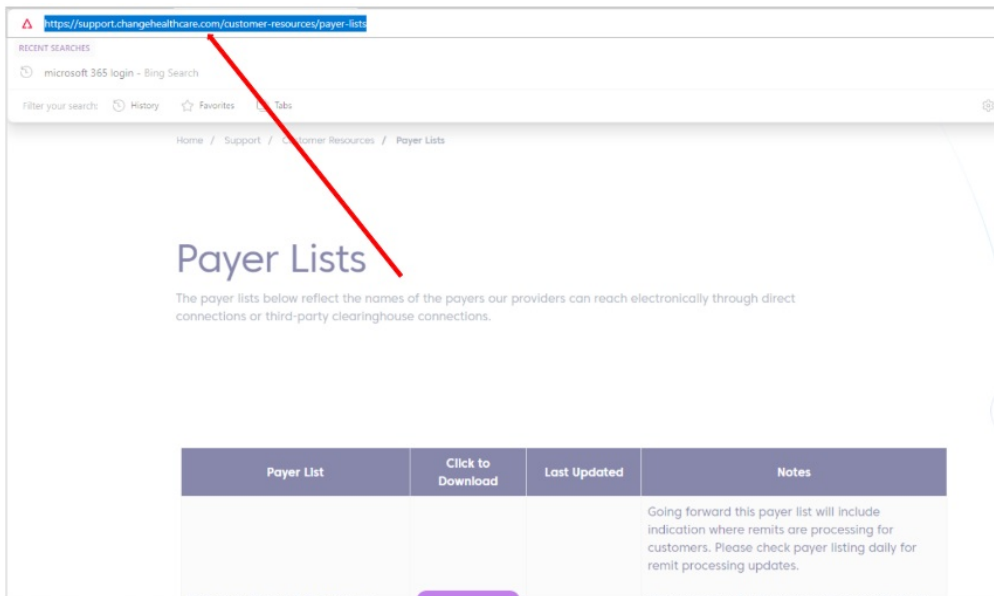 https://support.changehealthcare.com/customer-resources/payer-lists
RECENT SEARCHES
microsoft 365 login - Bing Search
Filter your search: History Favorites Tabs
Home / Support / Customer Resources / Payer Lists
Payer Lists
The payer lists below reflect the names of the payers our providers can reach electronically through direct
connections or third-party clearinghouse connections.
Payer List
Click to
Download
Last Updated
Notes
Going forward this payer list will include
indication where remits are processing for
customers. Please check payer listing daily for
remit processing updates.